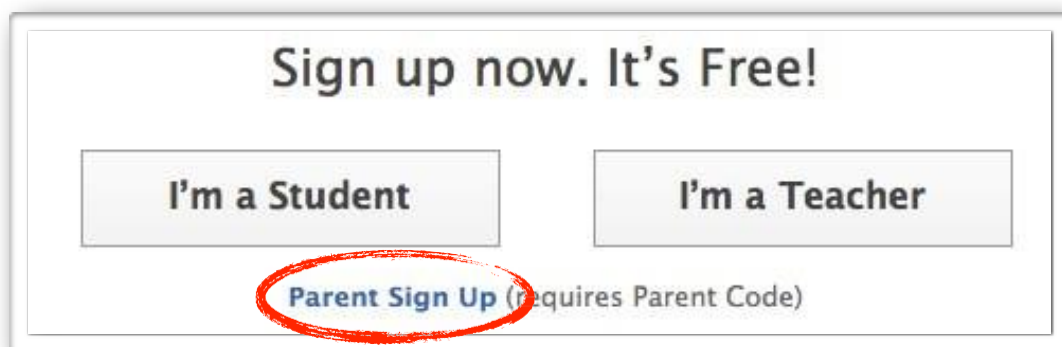 Sign up now. It's Free!
I'm a Student I'm a Teacher
Parent Sign Up (requires Parent Code)